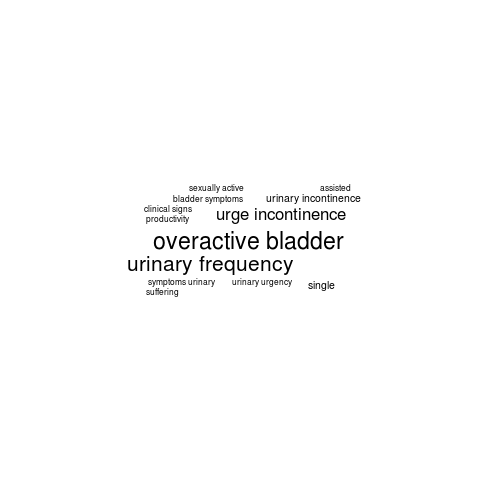 sexually active
assisted
bladder symptoms
urinary incontinence
clinical signs
urge incontinence
productivity
overactive bladder
urinary frequency
symptoms urinary
urinary urgency
single
suffering